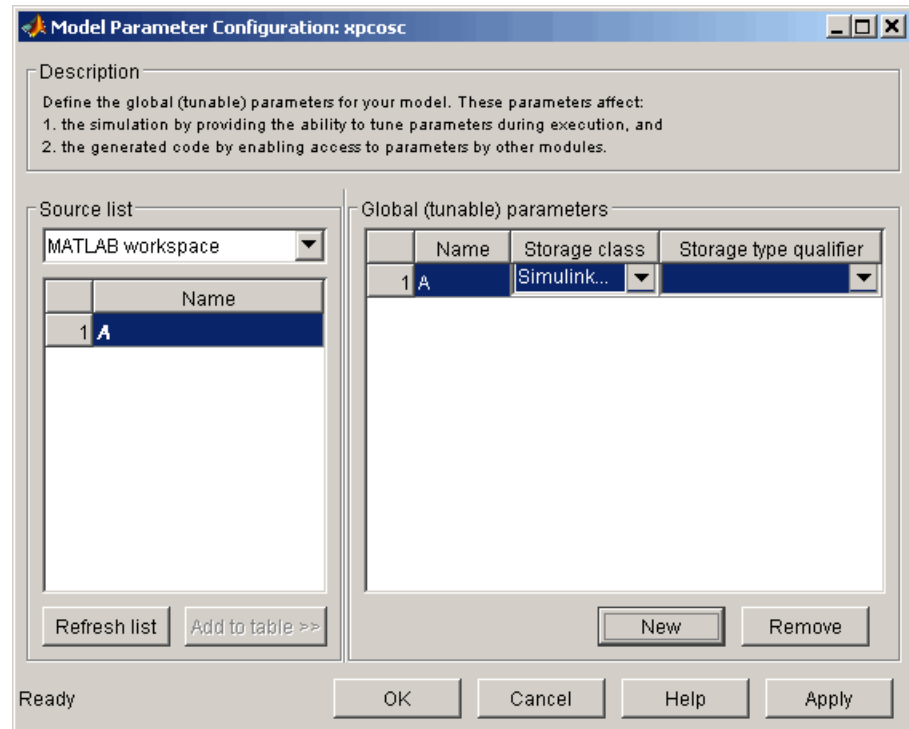 Model Parameter Configuration: xpcosc
Description
Define the global (tunable) parameters for your model. These parameters affect:
1. the simulation by providing the ability to tune parameters during execution, and
2. the generated code by enabling access to parameters by other modules.
Source list
MATLAB workspace
Name
1 A
Refresh list Add to table >>
Global (tunable) parameters
Name Storage class Storage type qualifier
1 A Simulink...
New Remove
Ready OK Cancel Help Apply